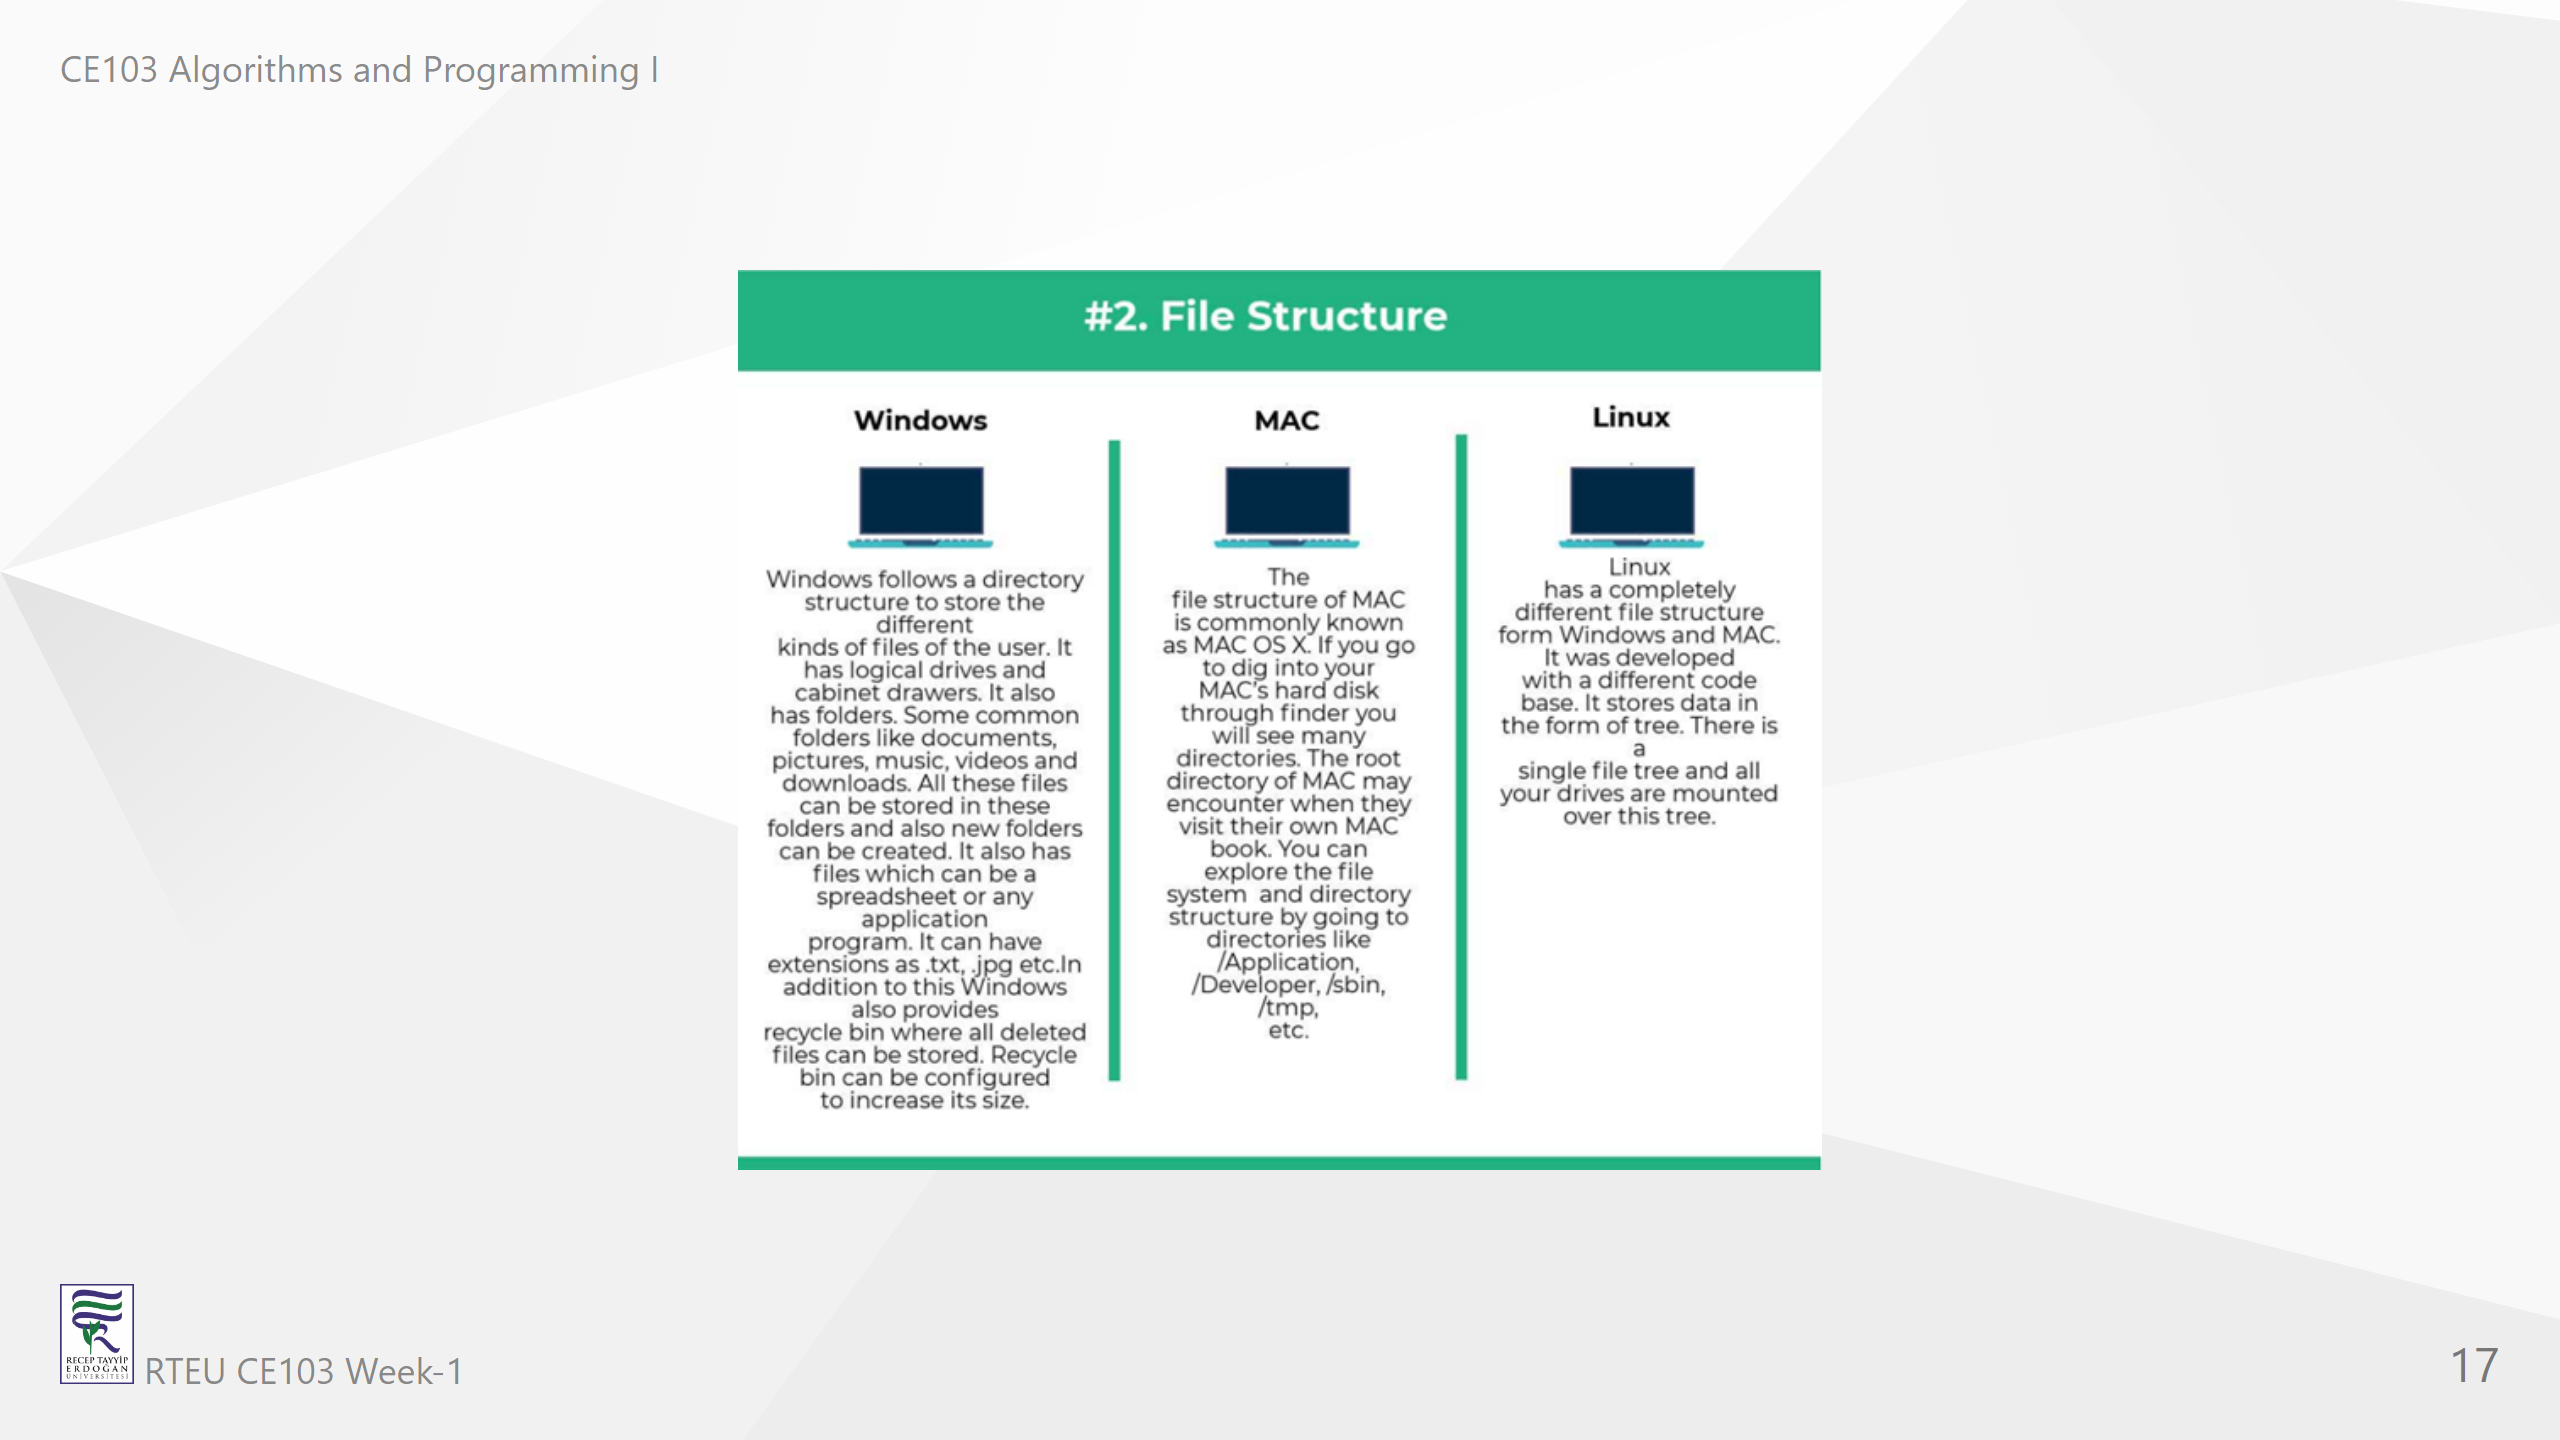 CE103 Algorithms and Programming I
#2. File Structure
Windows
Windows follows a directory
structure to store the
different
kinds of files of the user. It
has logical drives and
cabinet drawers. It also
has folders. Some common
folders like documents,
pictures, music, videos and
downloads. All these files
can be stored in these
folders and also new folders
can be created. It also has
files which can be a
spreadsheet or any
application
program. It can have
extensions as .txt, .jpg etc.In
addition to this Windows
also provides
recycle bin where all deleted
files can be stored. Recycle
bin can be configured
to increase its size.
MAC
The
file structure of MAC
is commonly known
as MAC OS X. If you go
to dig into your
MAC's hard disk
through finder you
will see many
directories. The root
directory of MAC may
encounter when they
visit their own MAC
book. You can
explore the file
system  and directory
structure by going to
directories like
/Application,
/Developer, /sbin,
/tmp,
etc.
Linux
Linux
has a completely
different file structure
form Windows and MAC.
It was developed
with a different code
base. It stores data in
the form of tree. There is
a
single file tree and all
your drives are mounted
over this tree.
RECEP TAYYİP
ERDOĞAN
ÜNİVERSİTESİ
RTEU CE103 Week-1
17